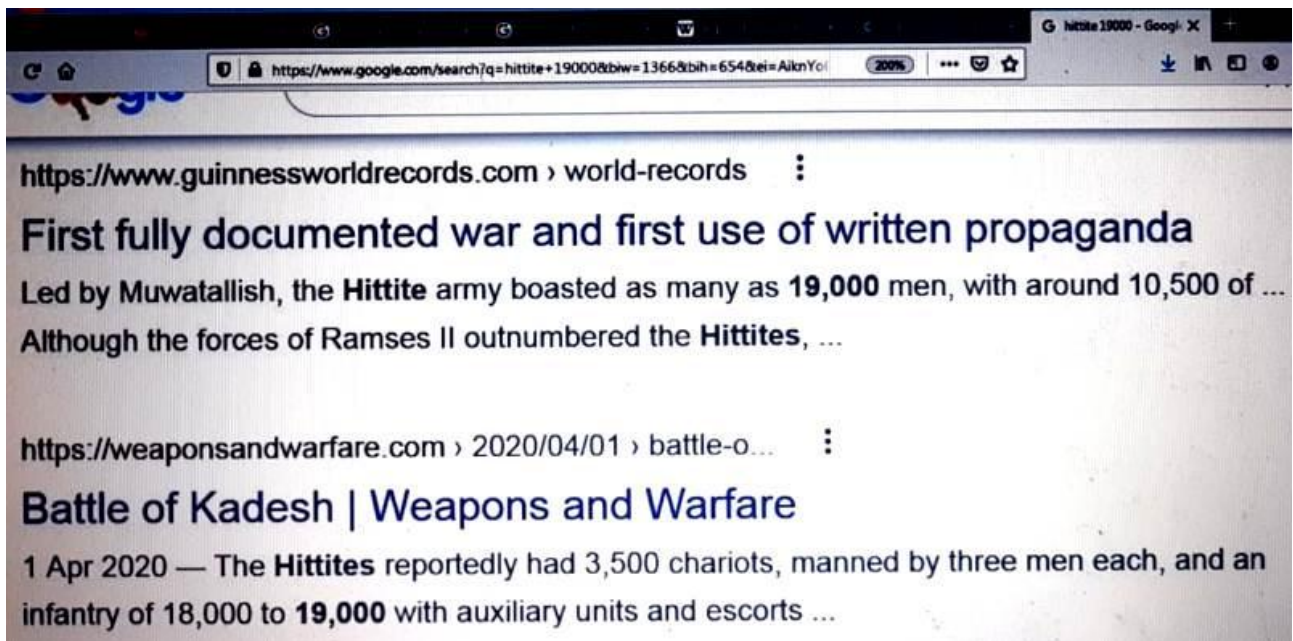 G hittite 19000 - Googl X
https://www.google.com/search?q=hittite+19000&biw=1366&bih=654&ei=AiknYo 200%
https://www.guinnessworldrecords.com › world-records
First fully documented war and first use of written propaganda
Led by Muwatallish, the Hittite army boasted as many as 19,000 men, with around 10,500 of ...
Although the forces of Ramses II outnumbered the Hittites, ...
https://weaponsandwarfare.com › 2020/04/01 › battle-o...
Battle of Kadesh | Weapons and Warfare
1 Apr 2020 — The Hittites reportedly had 3,500 chariots, manned by three men each, and an
infantry of 18,000 to 19,000 with auxiliary units and escorts ...